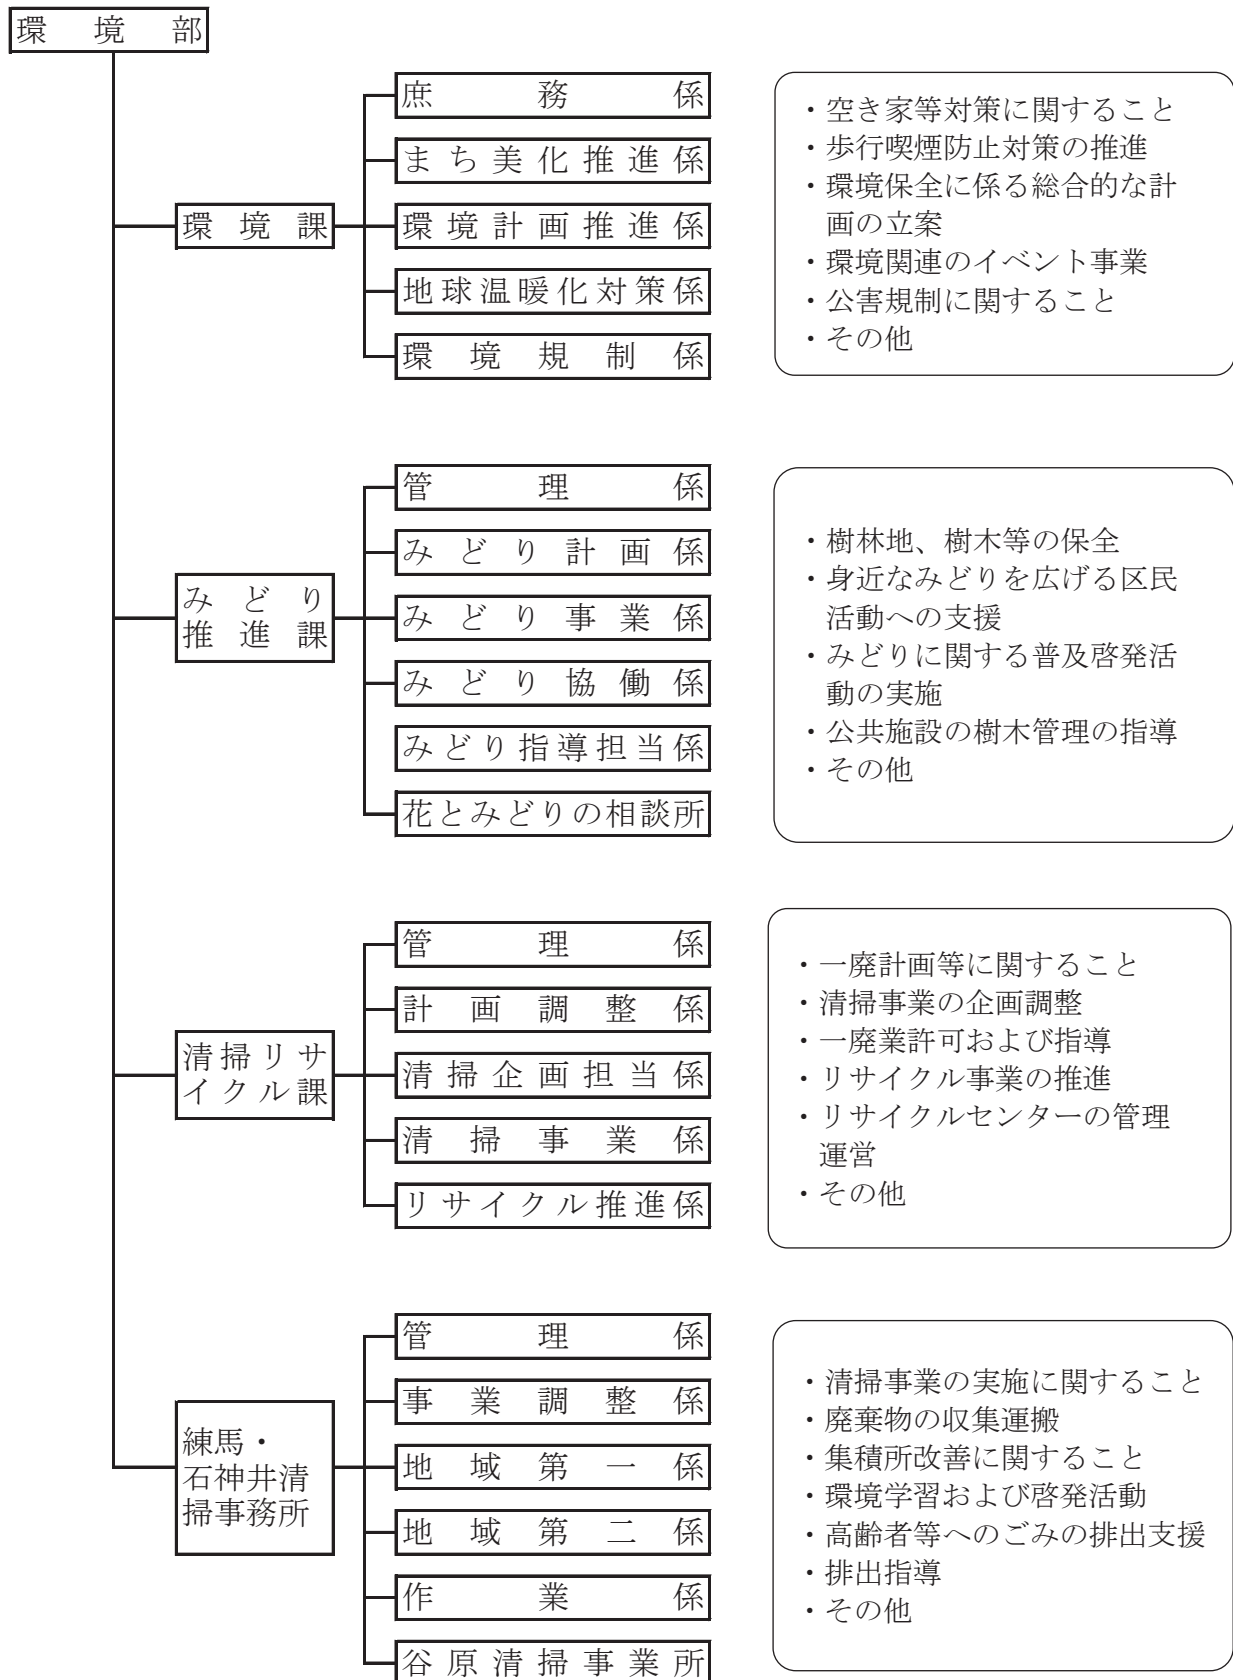 環境部
環境課
庶務係
まち美化推進係
環境計画推進係
地球温暖化対策係
環境規制係
・空き家等対策に関すること
・歩行喫煙防止対策の推進
・環境保全に係る総合的な計
画の立案
・環境関連のイベント事業
・公害規制に関すること
・その他
みどり
推進課
管理係
みどり計画係
みどり事業係
みどり協働係
みどり指導担当係
花とみどりの相談所
・樹林地、樹木等の保全
・身近なみどりを広げる区民
活動への支援
・みどりに関する普及啓発活
動の実施
・公共施設の樹木管理の指導
・その他
清掃リサ
イクル課
管理係
計画調整係
清掃企画担当係
清掃事業係
リサイクル推進係
・一廃計画等に関すること
・清掃事業の企画調整
・一廃業許可および指導
・リサイクル事業の推進
・リサイクルセンターの管理
運営
・その他
練馬・
石神井清
掃事務所
管理係
事業調整係
地域第一係
地域第二係
作業係
谷原清掃事業所
・清掃事業の実施に関すること
・廃棄物の収集運搬
・集積所改善に関すること
・環境学習および啓発活動
・高齢者等へのごみの排出支援
・排出指導
・その他